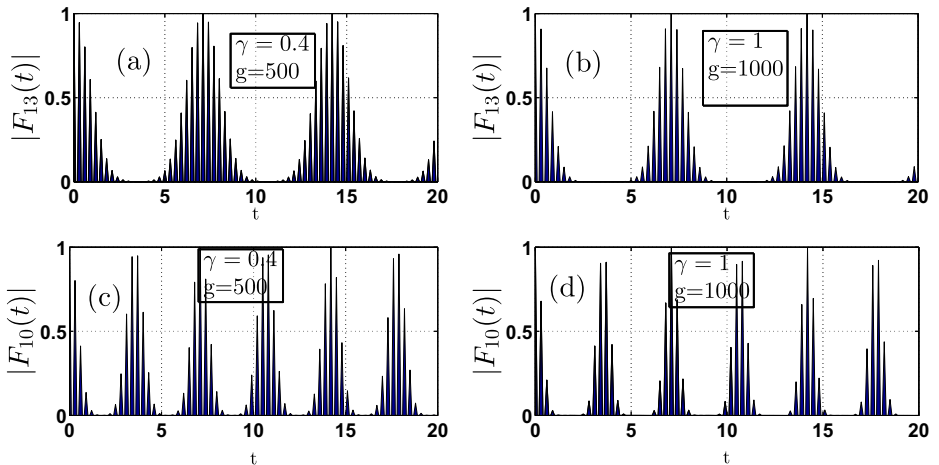 1
0.5
0
|F₁₃(t)|
(a)
γ = 0.4
g=500
0 5 10 15 20
t
1
0.5
0
|F₁₃(t)|
(b)
γ = 1
g=1000
0 5 10 15 20
t
1
0.5
0
|F₁₀(t)|
(c)
γ = 0.4
g=500
0 5 10 15 20
t
1
0.5
0
|F₁₀(t)|
(d)
γ = 1
g=1000
0 5 10 15 20
t